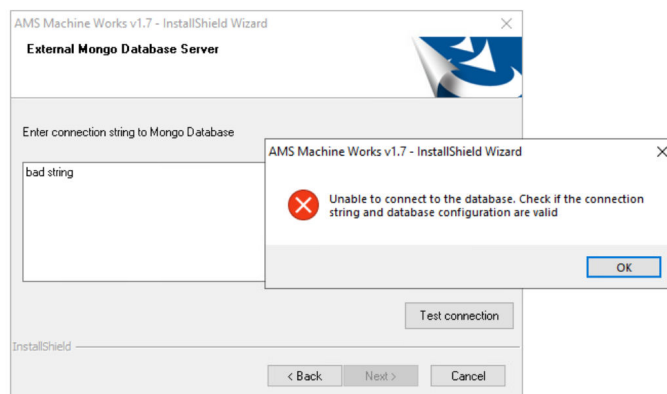 AMS Machine Works v1.7 - InstallShield Wizard
External Mongo Database Server
Enter connection string to Mongo Database
bad string
AMS Machine Works v1.7 - InstallShield Wizard
Unable to connect to the database. Check if the connection
string and database configuration are valid
OK
Test connection
InstallShield
< Back Next > Cancel